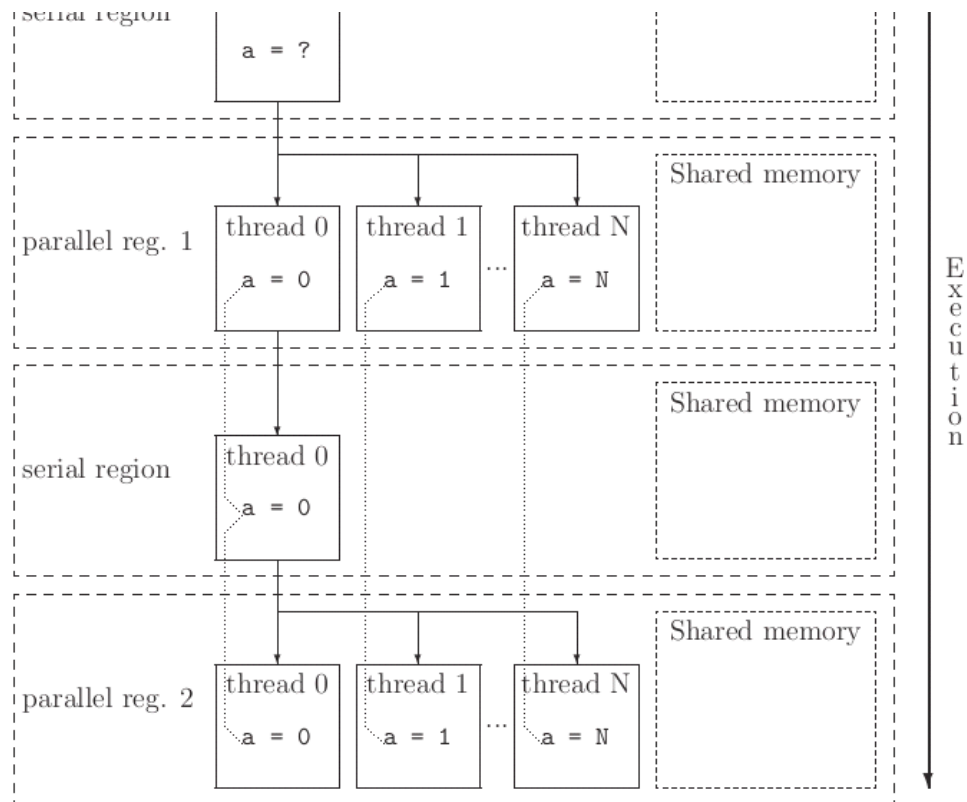 serial region
a = ?
Shared memory
thread 0 thread 1 thread N
parallel reg. 1
a = 0 a = 1 ... a = N
Shared memory
thread 0
serial region
a = 0
Shared memory
thread 0 thread 1 thread N
parallel reg. 2
a = 0 a = 1 ... a = N
Execution